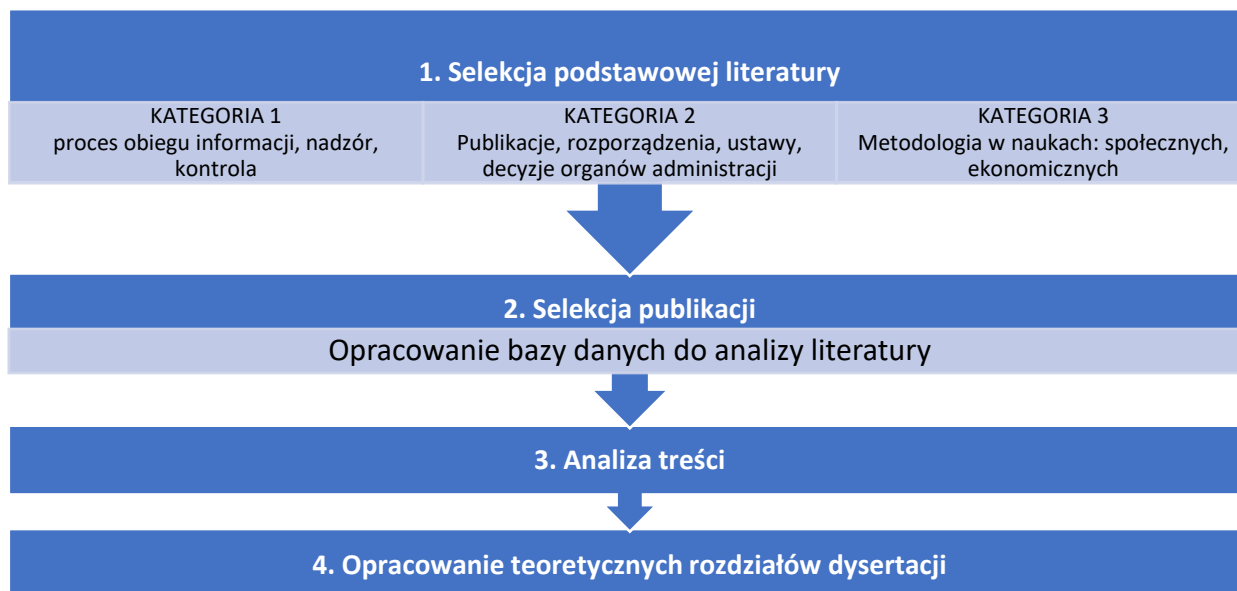 1. Selekcja podstawowej literatury
KATEGORIA 1
proces obiegu informacji, nadzór,
kontrola
KATEGORIA 2
Publikacje, rozporządzenia, ustawy,
decyzje organów administracji
KATEGORIA 3
Metodologia w naukach: społecznych,
ekonomicznych
2. Selekcja publikacji
Opracowanie bazy danych do analizy literatury
3. Analiza treści
4. Opracowanie teoretycznych rozdziałów dysertacji